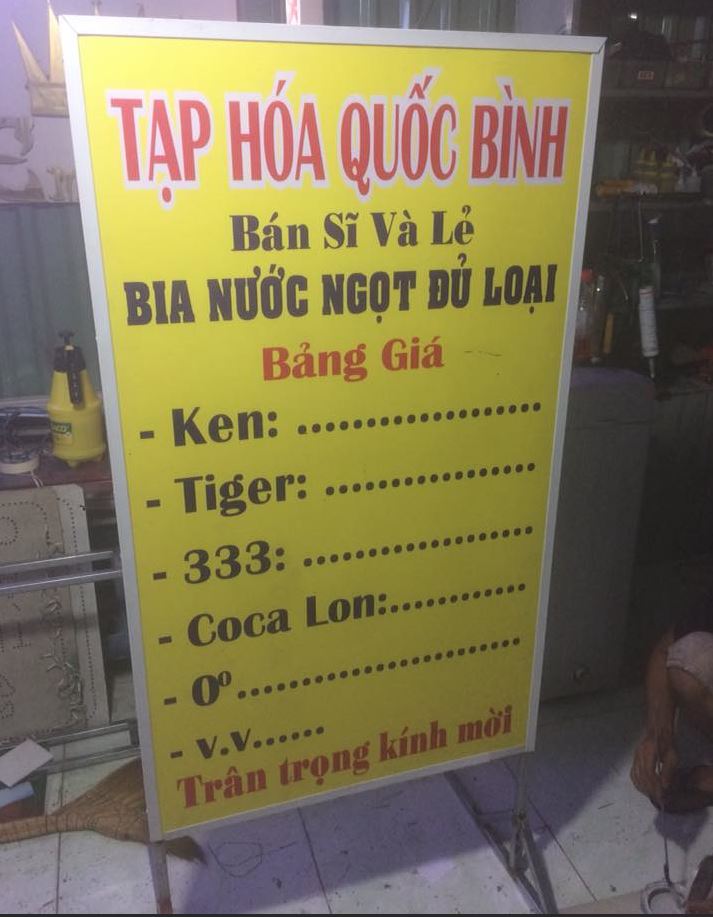 TẠP HÓA QUỐC BÌNH
Bán Sĩ Và Lẻ
BIA NƯỚC NGỌT ĐỦ LOẠI
Bảng Giá
- Ken: ...................
- Tiger: ................
- 333: ..................
- Coca Lon:............
- 0⁰......................
- v.v......
Trân trọng kính mời